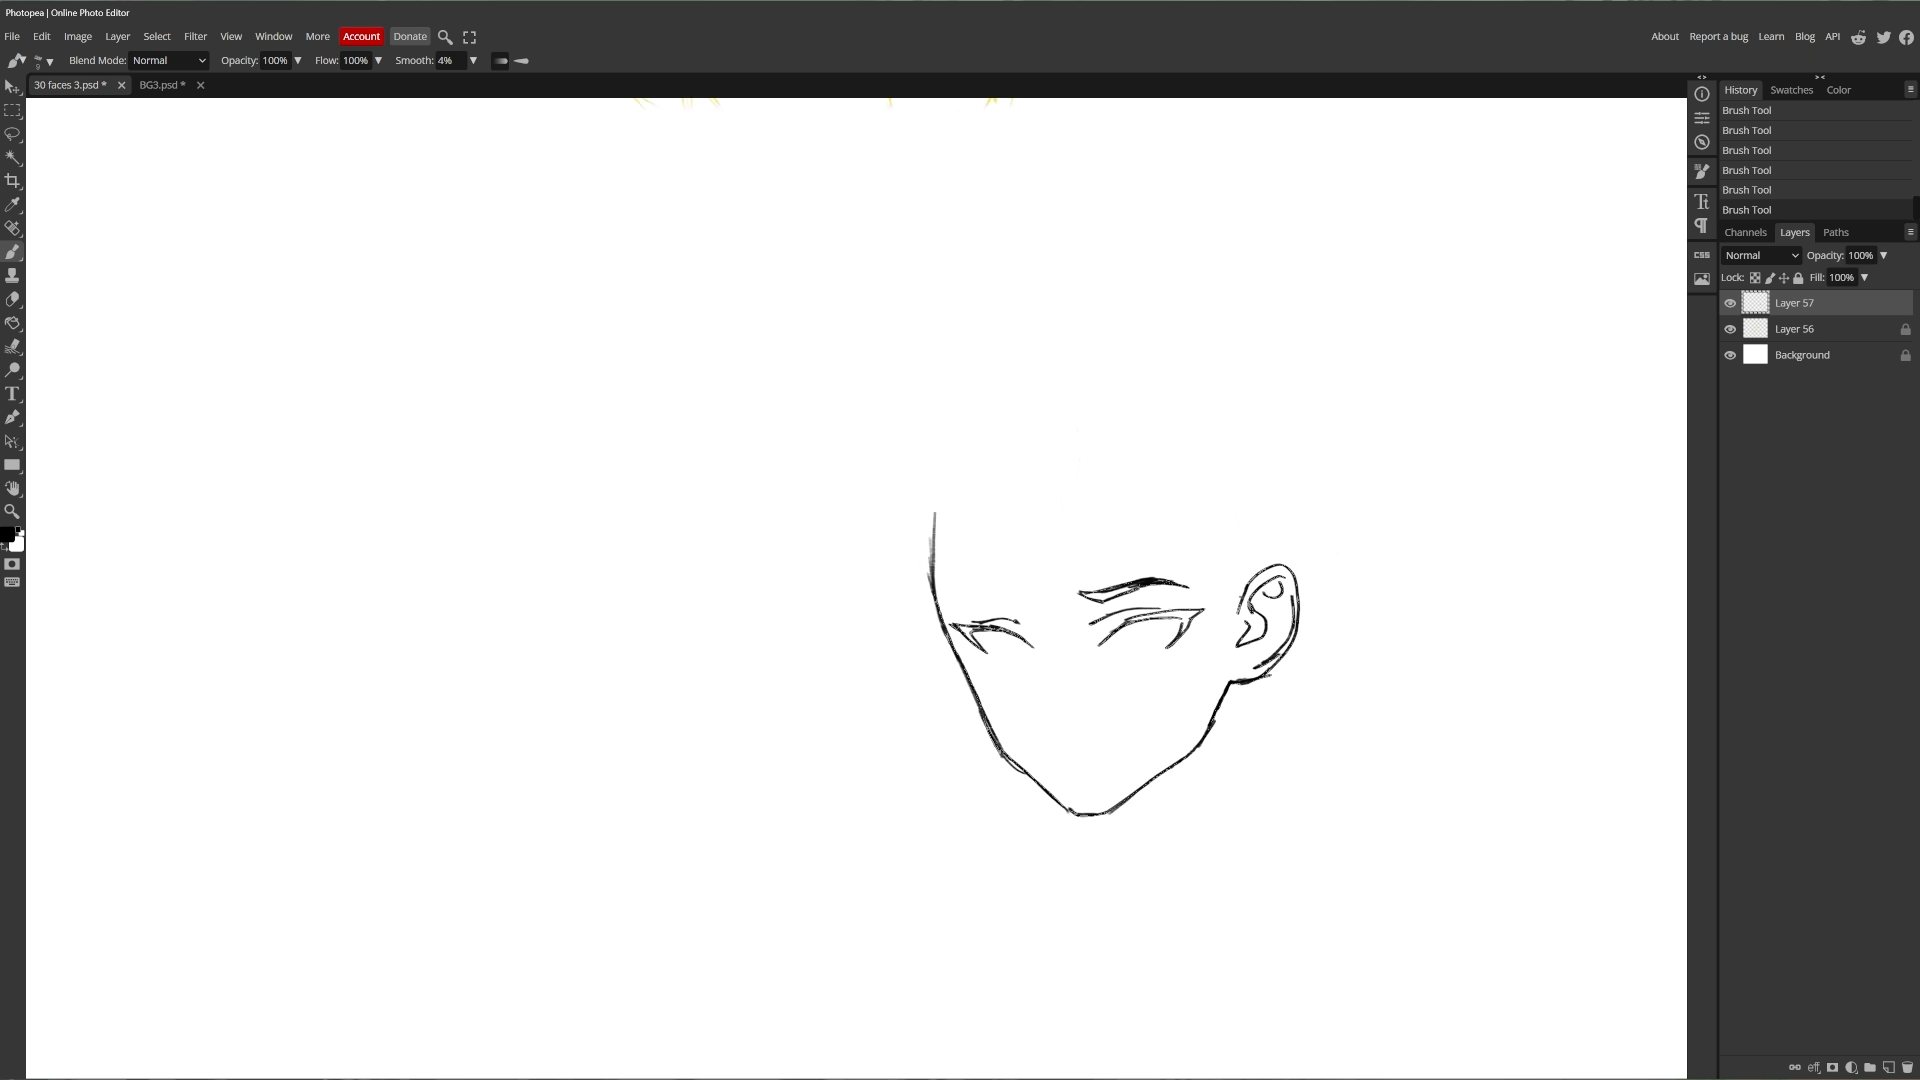 Photopea | Online Photo Editor
File Edit Image Layer Select Filter View Window More Account Donate About Report a bug Learn Blog API
Blend Mode: Normal Opacity: 100% Flow: 100% Smooth: 4%
30 faces 3.psd * BG3.psd *
History Swatches Color
Brush Tool
Brush Tool
Brush Tool
Brush Tool
Brush Tool
Brush Tool
Channels Layers Paths
Normal Opacity: 100%
Lock: Fill: 100%
Layer 57
Layer 56
Background
CSS
eff